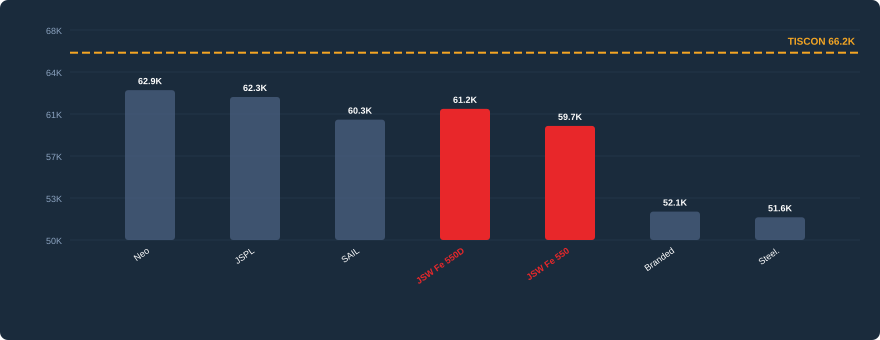 68K
TISCON 66.2K
64K
62.9K
62.3K
61.2K
60.3K
59.7K
61K
57K
53K
52.1K
51.6K
50K
Neo
JSPL
SAIL
JSW Fe 550D
JSW Fe 550
Branded
Steel.